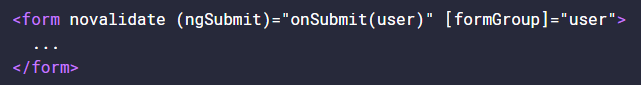 <form novalidate (ngSubmit)="onSubmit(user)" [formGroup]="user">
  ...
</form>